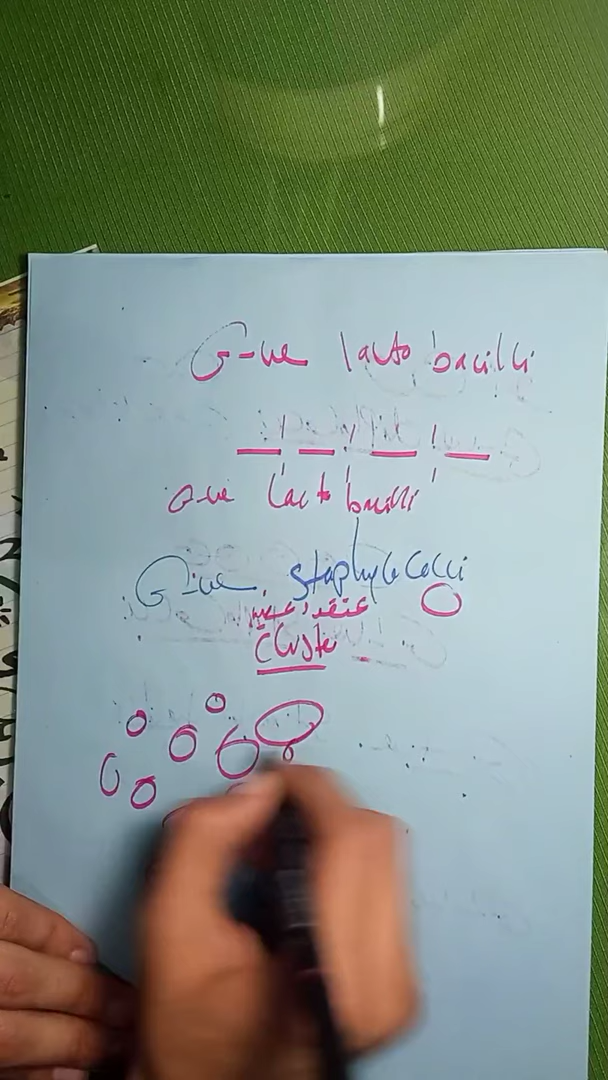 G-ve lacto bacilli
G-ve lacto bacilli
G-ve staphylococci
عنقودية
Cluster